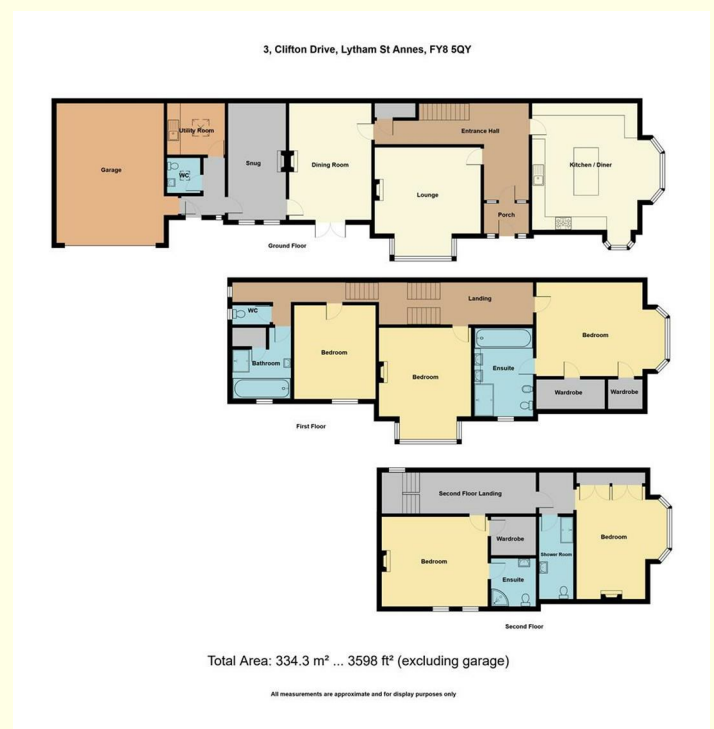 3, Clifton Drive, Lytham St Annes, FY8 5QY
Garage
Utility Room
WC
Snug
Dining Room
Entrance Hall
Lounge
Porch
Kitchen / Diner
Ground Floor
WC
Bathroom
Bedroom
Landing
Bedroom
Ensuite
Bedroom
Wardrobe
Wardrobe
First Floor
Second Floor Landing
Bedroom
Wardrobe
Ensuite
Shower Room
Bedroom
Second Floor
Total Area: 334.3 m² ... 3598 ft² (excluding garage)
All measurements are approximate and for display purposes only